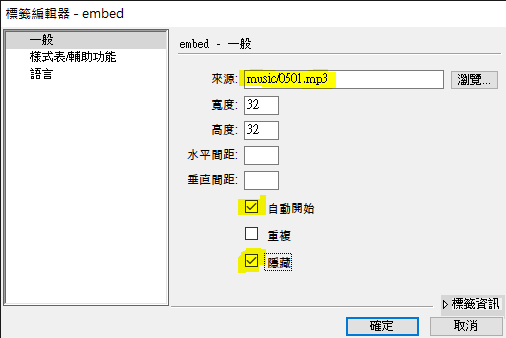 標籤編輯器 - embed
一般
樣式表/輔助功能
語言
embed - 一般
來源: music/0501.mp3 瀏覽...
寬度: 32
高度: 32
水平間距:
垂直間距:
自動開始
重複
隱藏
標籤資訊
確定 取消